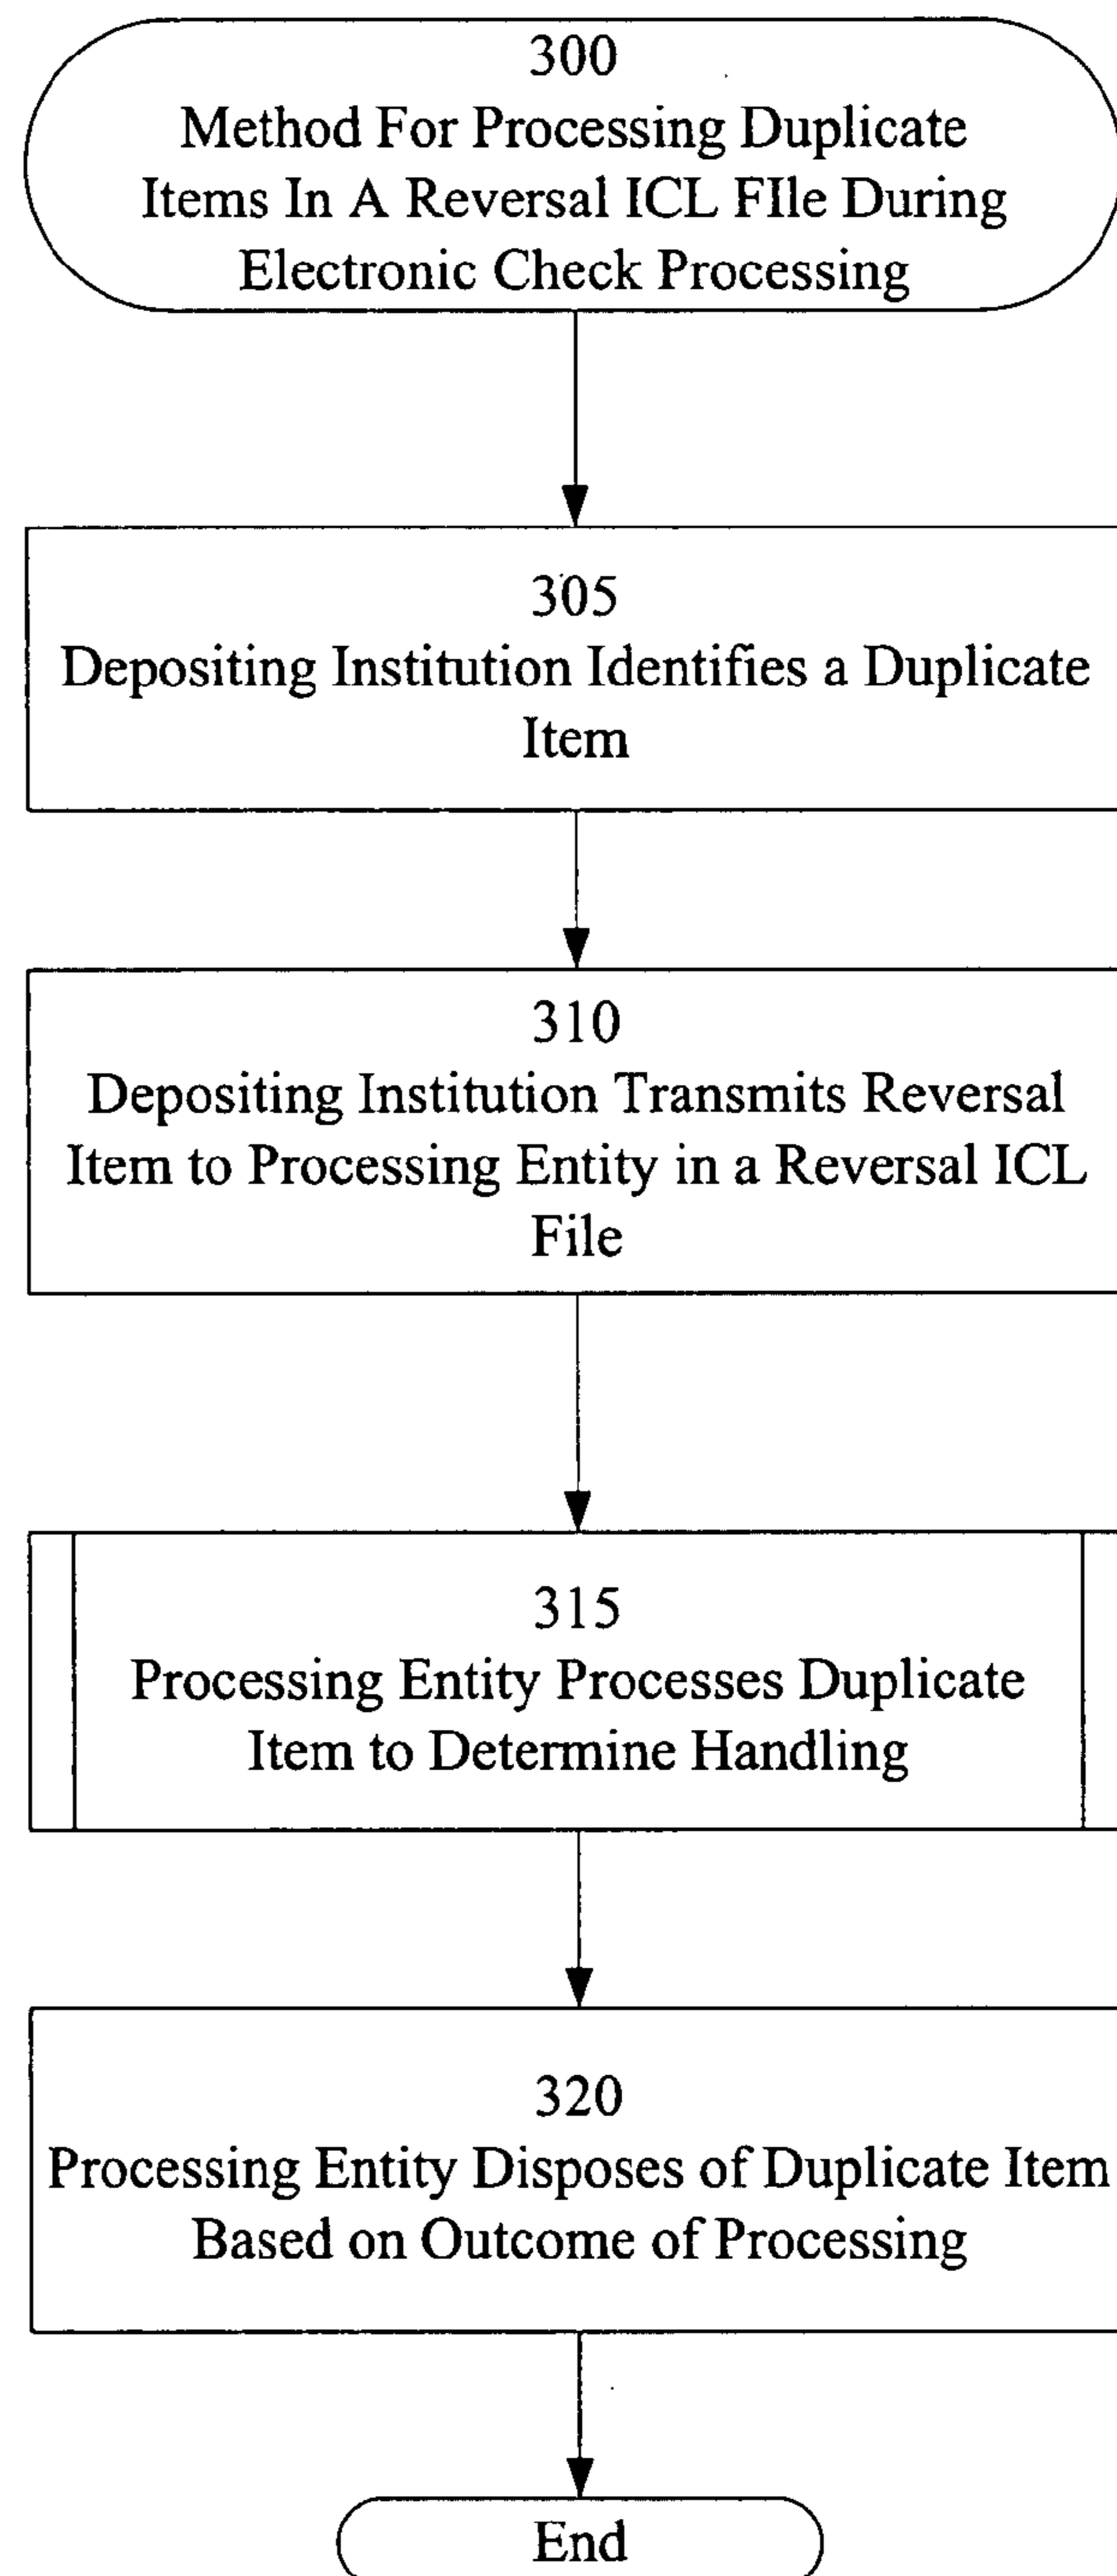 300
Method For Processing Duplicate
Items In A Reversal ICL FIle During
Electronic Check Processing
305
Depositing Institution Identifies a Duplicate
Item
310
Depositing Institution Transmits Reversal
Item to Processing Entity in a Reversal ICL
File
315
Processing Entity Processes Duplicate
Item to Determine Handling
320
Processing Entity Disposes of Duplicate Item
Based on Outcome of Processing
End